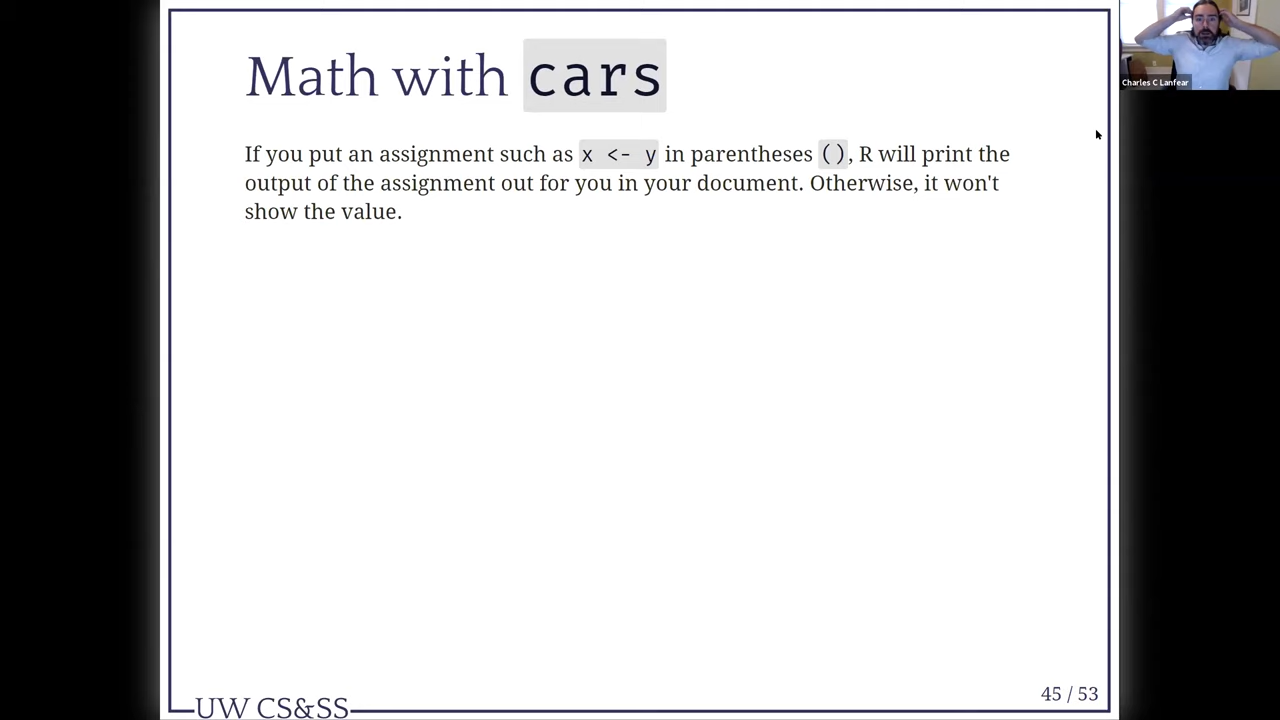 Math with cars
Charles C Lanfear
If you put an assignment such as x <- y in parentheses (), R will print the
output of the assignment out for you in your document. Otherwise, it won't
show the value.
45 / 53
UW CS&SS